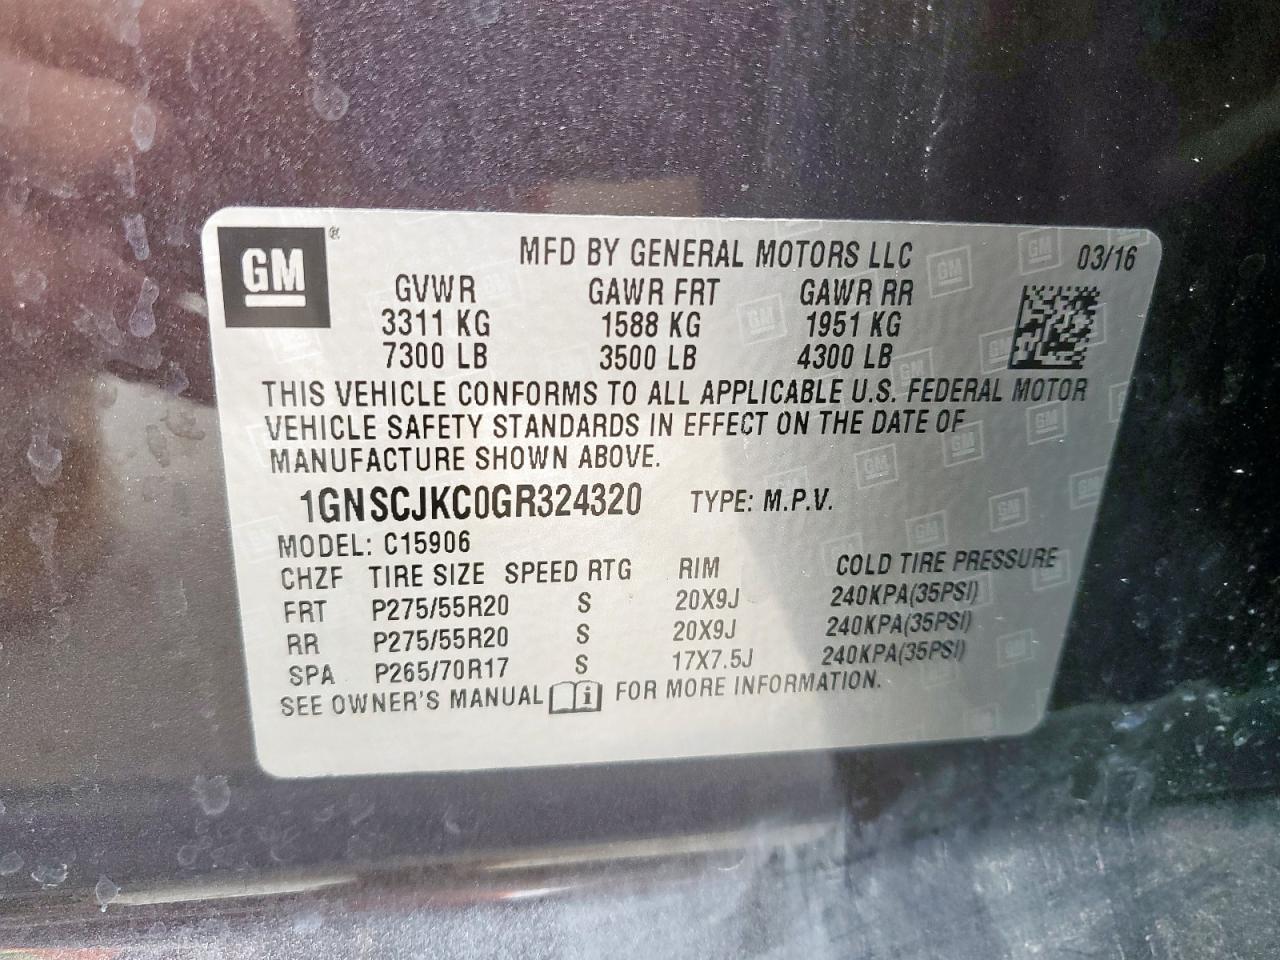 GM ®
MFD BY GENERAL MOTORS LLC 03/16
GVWR GAWR FRT GAWR RR
3311 KG 1588 KG 1951 KG
7300 LB 3500 LB 4300 LB
THIS VEHICLE CONFORMS TO ALL APPLICABLE U.S. FEDERAL MOTOR
VEHICLE SAFETY STANDARDS IN EFFECT ON THE DATE OF
MANUFACTURE SHOWN ABOVE.
1GNSCJKC0GR324320 TYPE: M.P.V.
MODEL: C15906
CHZF TIRE SIZE SPEED RTG RIM COLD TIRE PRESSURE
FRT P275/55R20 S 20X9J 240KPA(35PSI)
RR P275/55R20 S 20X9J 240KPA(35PSI)
SPA P265/70R17 S 17X7.5J 240KPA(35PSI)
SEE OWNER'S MANUAL i FOR MORE INFORMATION.